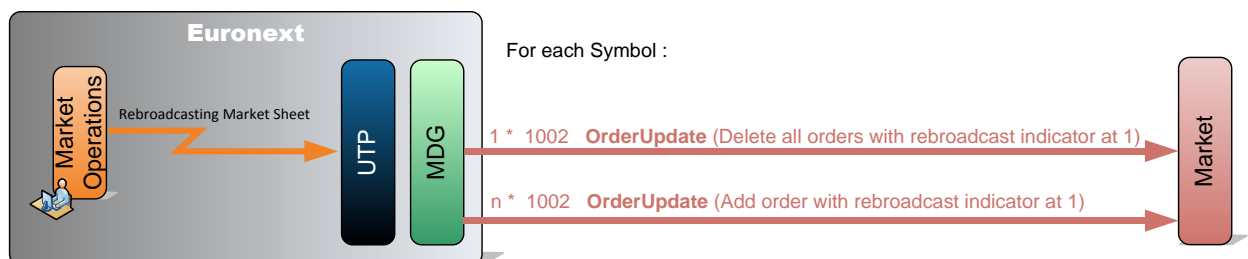 Euronext
For each Symbol :
Market
Operations
Rebroadcasting Market Sheet
UTP
MDG
1 * 1002 OrderUpdate (Delete all orders with rebroadcast indicator at 1)
n * 1002 OrderUpdate (Add order with rebroadcast indicator at 1)
Market